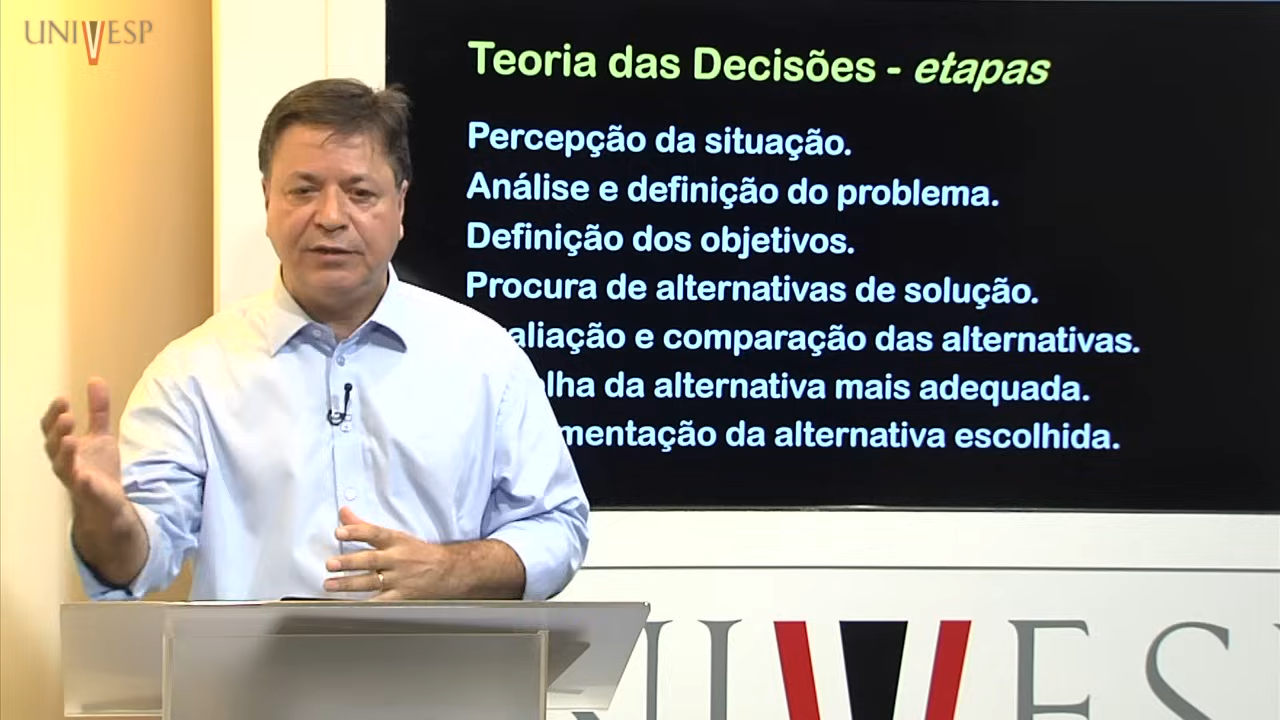 UNIVESP
Teoria das Decisões - etapas
Percepção da situação.
Análise e definição do problema.
Definição dos objetivos.
Procura de alternativas de solução.
e comparação das alternativas.
da alternativa mais adequada.
da alternativa escolhida.